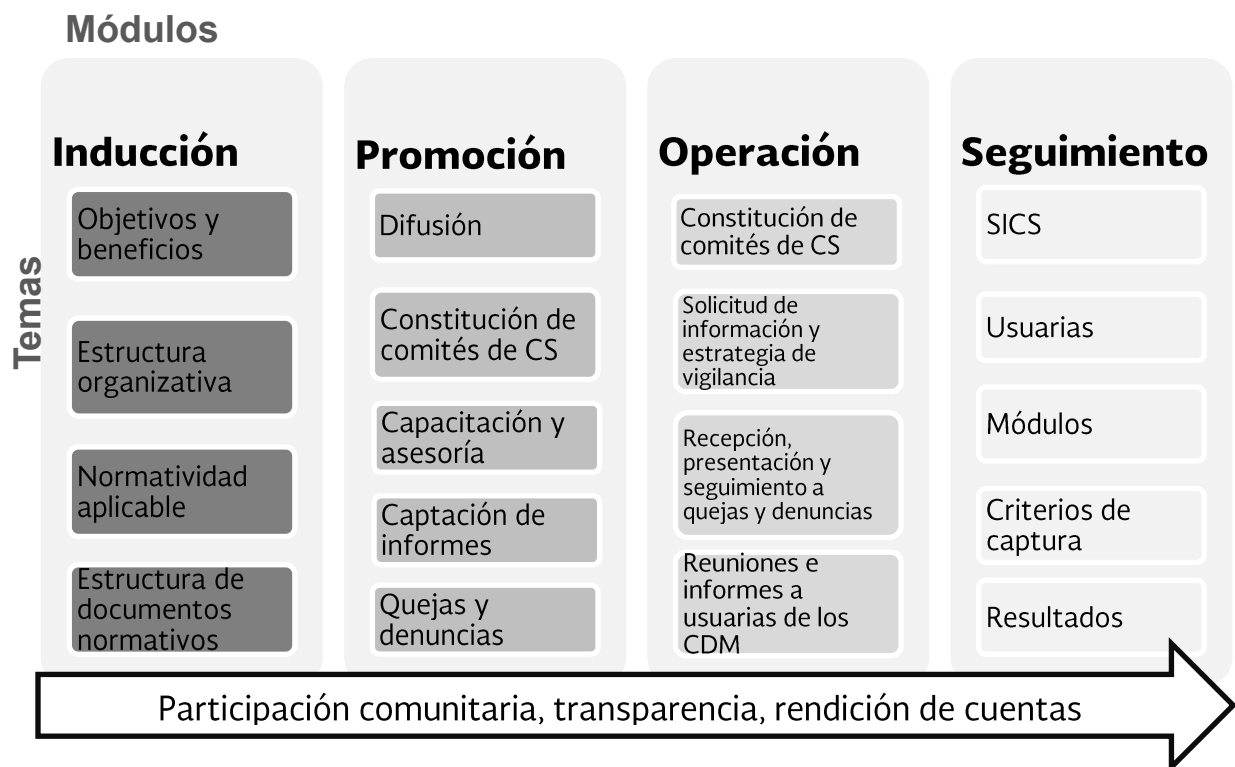 Módulos
Temas
Inducción
Objetivos y
beneficios
Estructura
organizativa
Normatividad
aplicable
Estructura de
documentos
normativos
Promoción
Difusión
Constitución de
comités de CS
Capacitación y
asesoría
Captación de
informes
Quejas y
denuncias
Operación
Constitución de
comités de CS
Solicitud de
información y
estrategia de
vigilancia
Recepción,
presentación y
seguimiento a
quejas y denuncias
Reuniones e
informes a
usuarias de los
CDM
Seguimiento
SICS
Usuarias
Módulos
Criterios de
captura
Resultados
Participación comunitaria, transparencia, rendición de cuentas